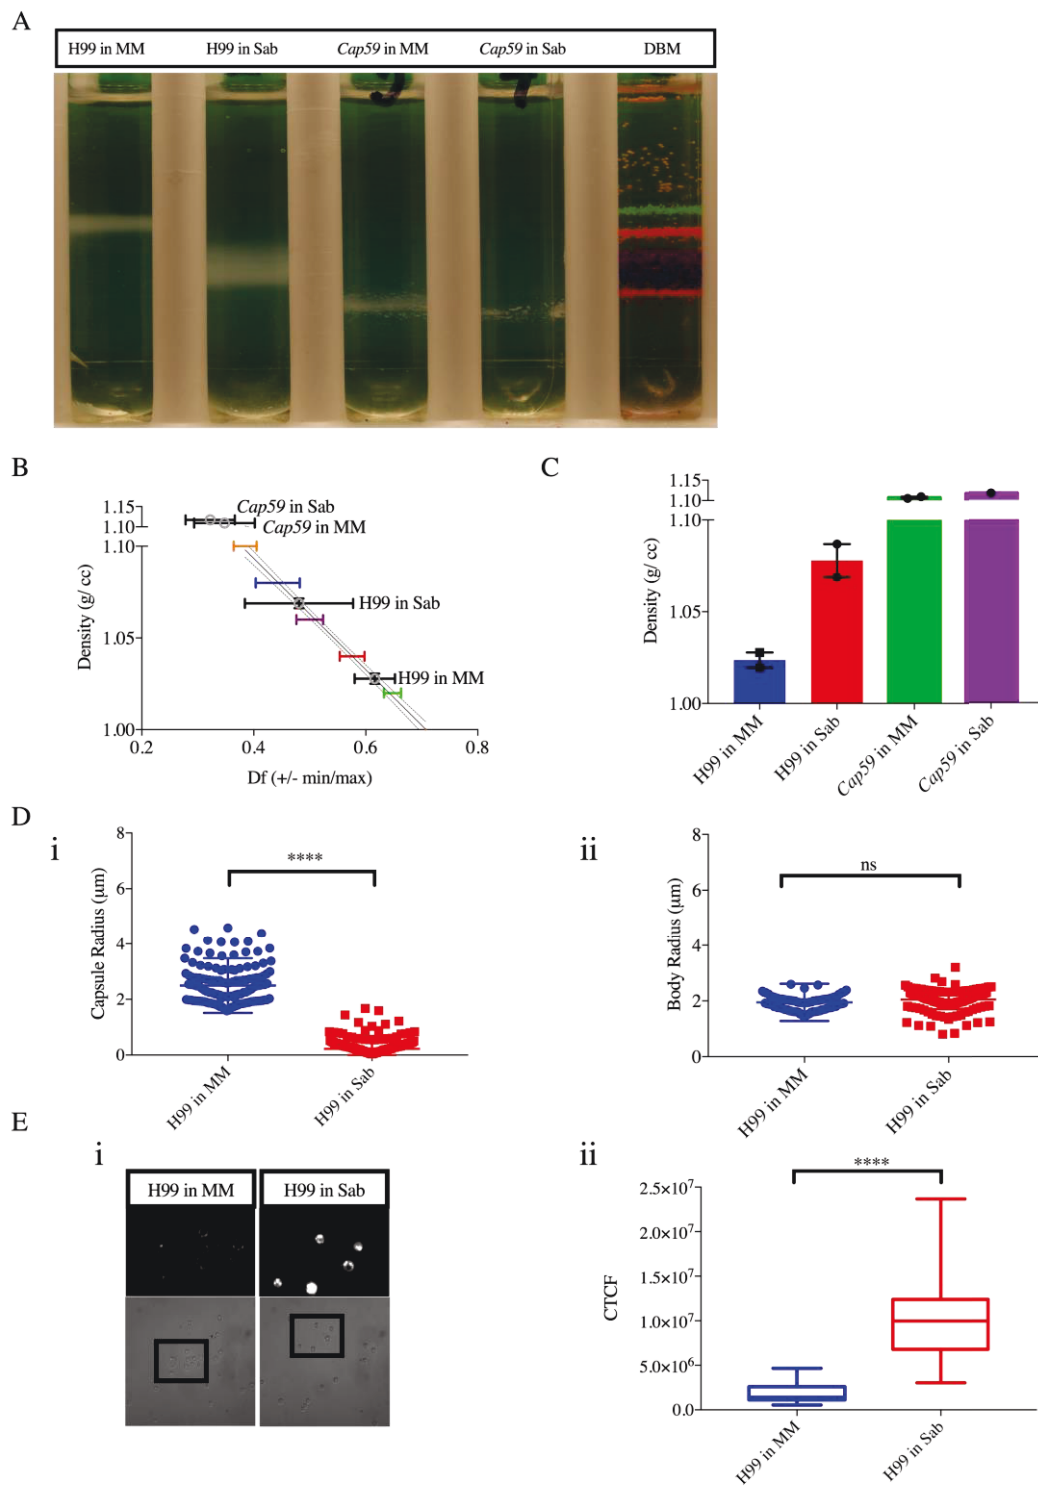 A
H99 in MM
H99 in Sab
Cap59 in MM
Cap59 in Sab
DBM
B
1.15
1.10
1.10
1.05
1.00
Density (g/ cc)
0.2
0.4
0.6
0.8
Df (+/- min/max)
Cap59 in Sab
Cap59 in MM
H99 in Sab
H99 in MM
C
1.15
1.10
1.10
1.05
1.00
Density (g/ cc)
H99 in MM
H99 in Sab
Cap59 in MM
Cap59 in Sab
D
i
8
6
4
2
0
Capsule Radius (μm)
****
H99 in MM
H99 in Sab
ii
8
6
4
2
0
Body Radius (μm)
ns
H99 in MM
H99 in Sab
E
i
H99 in MM
H99 in Sab
ii
2.5×10⁷
2.0×10⁷
1.5×10⁷
1.0×10⁷
5.0×10⁶
0.0
CTCF
****
H99 in MM
H99 in Sab